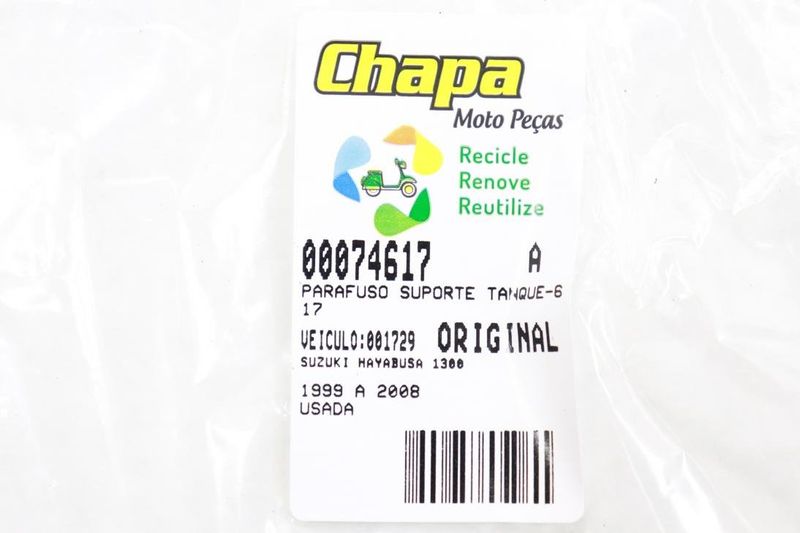 Chapa
Moto Peças
Recicle
Renove
Reutilize
00074617 A
PARAFUSO SUPORTE TANQUE-6
17
VEICULO:001729 ORIGINAL
SUZUKI HAYABUSA 1300
1999 A 2008
USADA